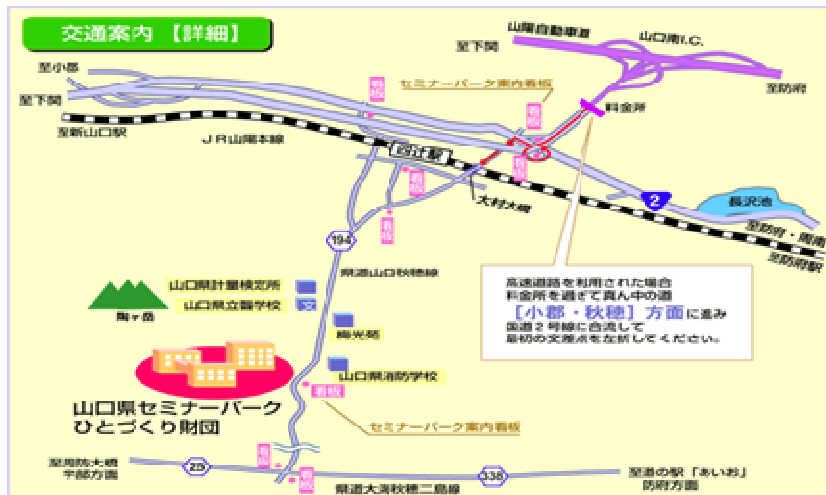 交通案内 【詳細】
山陽自動車道
山口南I.C.
至下関
至防府
至小郡
セミナーパーク案内看板
至下関
看板
看板
料金所
至新山口駅
JR山陽本線
四辻駅
看板
看板
大村大橋
2
長沢池
看板
至防府・周南
至防府駅
194
県道山口秋穂線
山口県計量検定所
陶ヶ岳
高速道路を利用された場合
料金所を過ぎて真ん中の道
［小郡・秋穂］方面に進み
国道2号線に合流して
最初の交差点を左折してください。
山口県消防学校
看板
山口県セミナーパーク
ひとづくり財団
セミナーパーク案内看板
看板
至周防大橋
宇部方面
25
看板
338
県道大海秋穂二島線
至道の駅「あいお」
防府方面